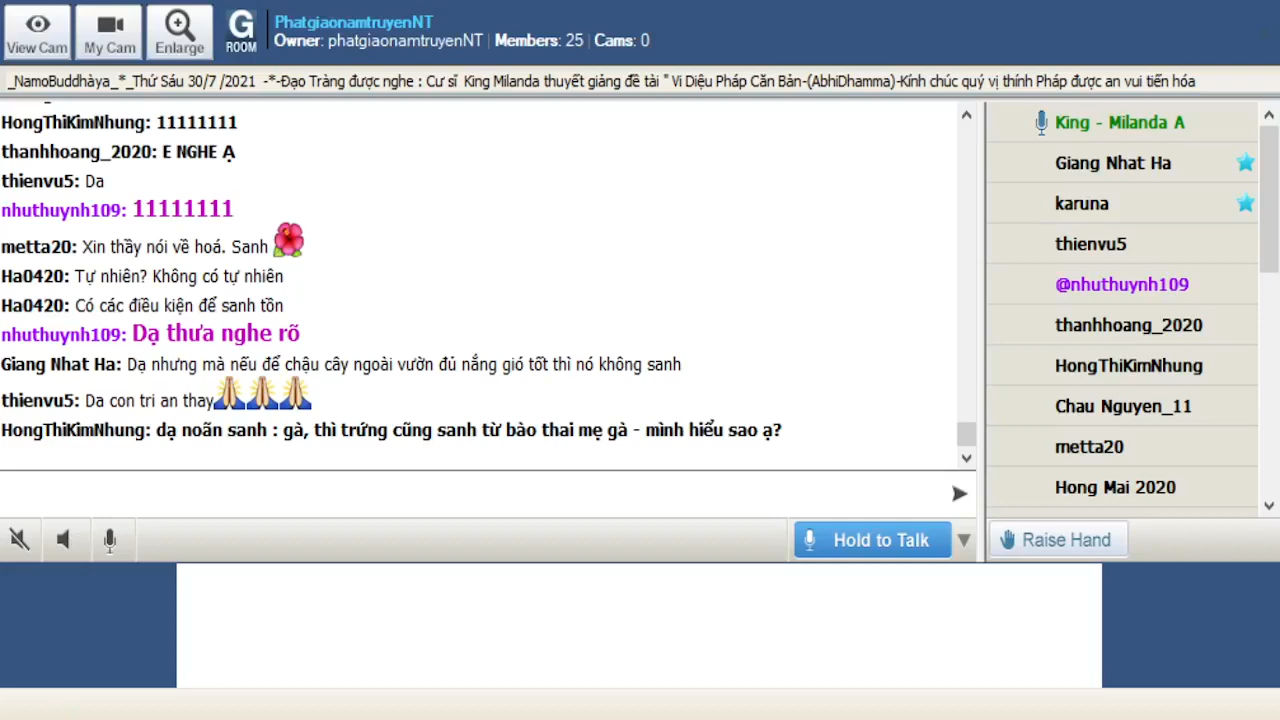 View Cam
My Cam
Enlarge
G
ROOM
PhatgiaonamtruyenNT
Owner: phatgiaonamtruyenNT | Members: 25 | Cams: 0
_NamoBuddhàya_*_Thứ Sáu 30/7 /2021 -*-Đạo Tràng được nghe : Cư sĩ King Milanda thuyết giảng đề tài " Vi Diệu Pháp Căn Bản-(AbhiDhamma)-Kính chúc quý vị thính Pháp được an vui tiến hóa
HongThiKimNhung: 11111111
thanhhoang_2020: E NGHE Ạ
thienvu5: Da
nhuthuynh109: 11111111
metta20: Xin thầy nói về hoá. Sanh
Ha0420: Tự nhiên? Không có tự nhiên
Ha0420: Có các điều kiện để sanh tồn
nhuthuynh109: Dạ thưa nghe rõ
Giang Nhat Ha: Dạ nhưng mà nếu để chậu cây ngoài vườn đủ nắng gió tốt thì nó không sanh
thienvu5: Da con tri an thay
HongThiKimNhung: dạ noãn sanh : gà, thì trứng cũng sanh từ bào thai mẹ gà - mình hiểu sao ạ?
King - Milanda A
Giang Nhat Ha
karuna
thienvu5
@nhuthuynh109
thanhhoang_2020
HongThiKimNhung
Chau Nguyen_11
metta20
Hong Mai 2020
Hold to Talk
Raise Hand